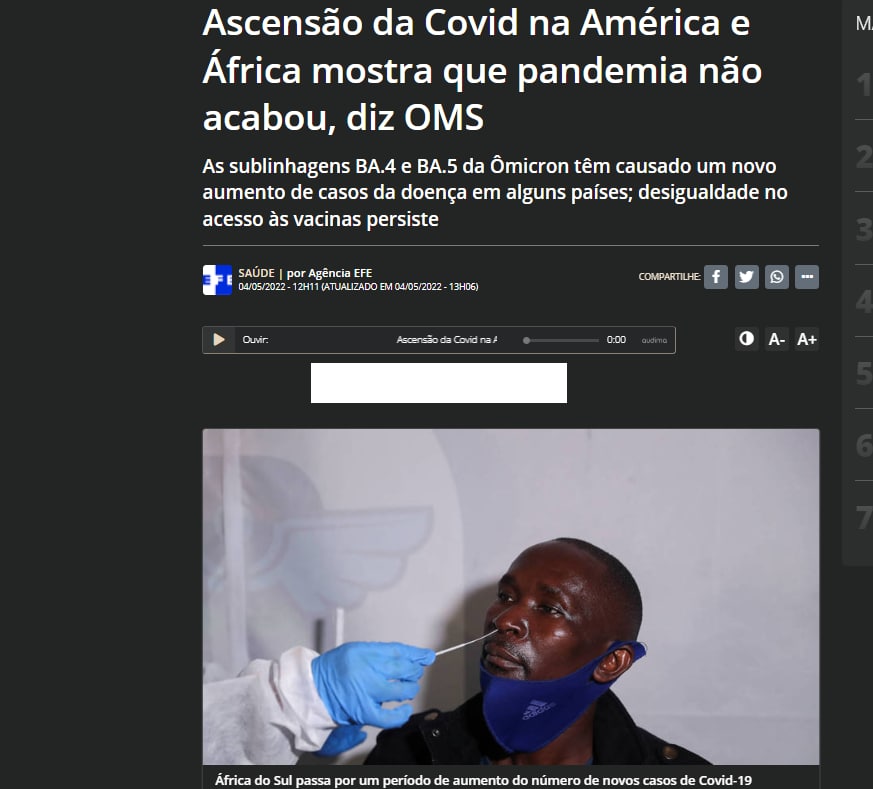 Ascensão da Covid na América e
África mostra que pandemia não
acabou, diz OMS
As sublinhagens BA.4 e BA.5 da Ômicron têm causado um novo
aumento de casos da doença em alguns países; desigualdade no
acesso às vacinas persiste
EFE
SAÚDE | por Agência EFE
04/05/2022 - 12H11 (ATUALIZADO EM 04/05/2022 - 13H06)
COMPARTILHE:
Ouvir: Ascensão da Covid na A 0:00 audima
A- A+
adidas
África do Sul passa por um período de aumento do número de novos casos de Covid-19
1
2
3
4
5
6
7